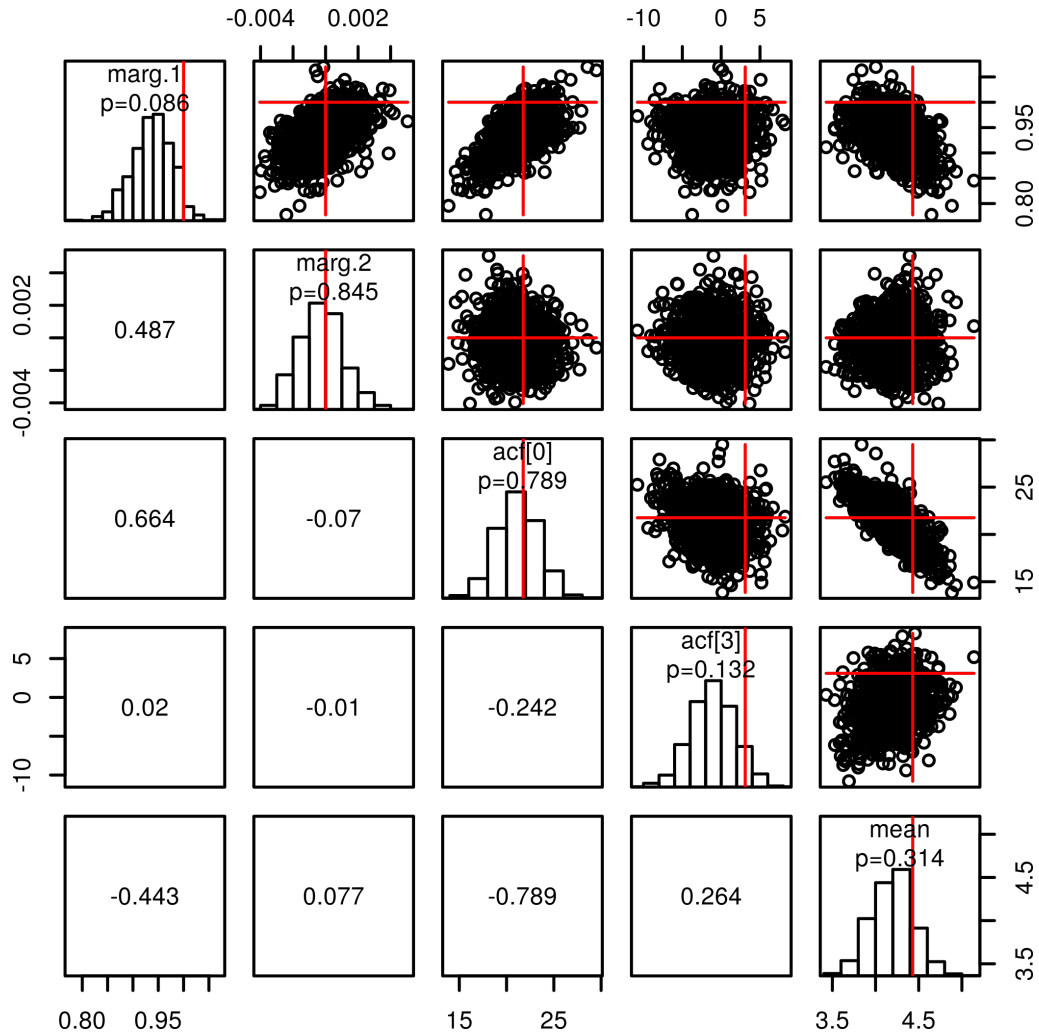 -0.004 0.002 -10 0 5
marg.1
p=0.086
0.80 0.95
-0.004 0.002
0.487
marg.2
p=0.845
0.664
-0.07
acf[0]
p=0.789
15 25
-10 0 5
0.02
-0.01
-0.242
acf[3]
p=0.132
-0.443
0.077
-0.789
0.264
mean
p=0.314
3.5 4.5
0.80 0.95 15 25 3.5 4.5